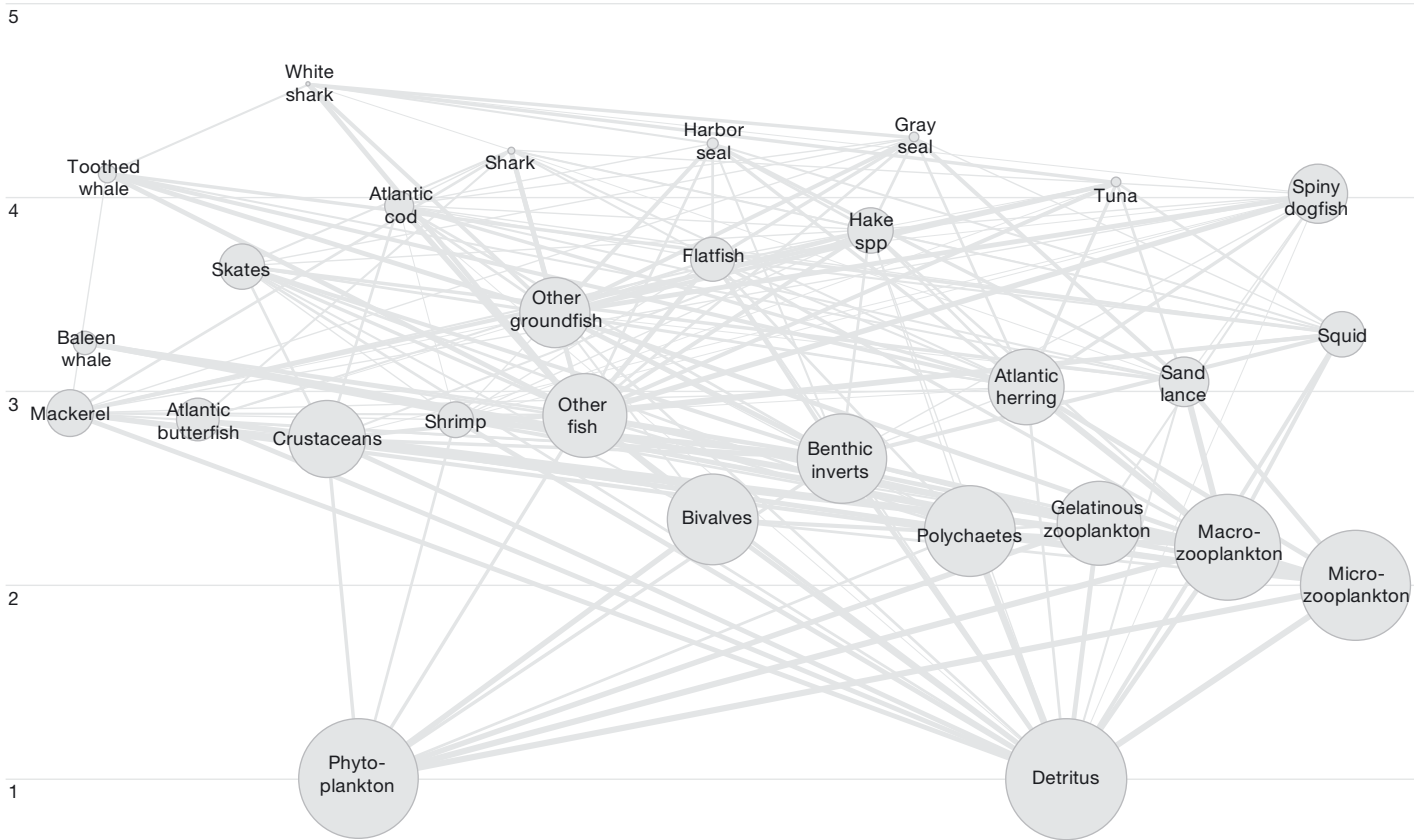 5
White
shark
Harbor
seal
Gray
seal
Shark
Toothed
whale
Atlantic
cod
Tuna
Spiny
dogfish
4
Hake
spp
Flatfish
Skates
Other
groundfish
Baleen
whale
Squid
3
Mackerel
Atlantic
butterfish
Crustaceans
Shrimp
Other
fish
Atlantic
herring
Sand
lance
Benthic
inverts
Bivalves
Polychaetes
Gelatinous
zooplankton
Macro-
zooplankton
Micro-
zooplankton
2
Phyto-
plankton
Detritus
1